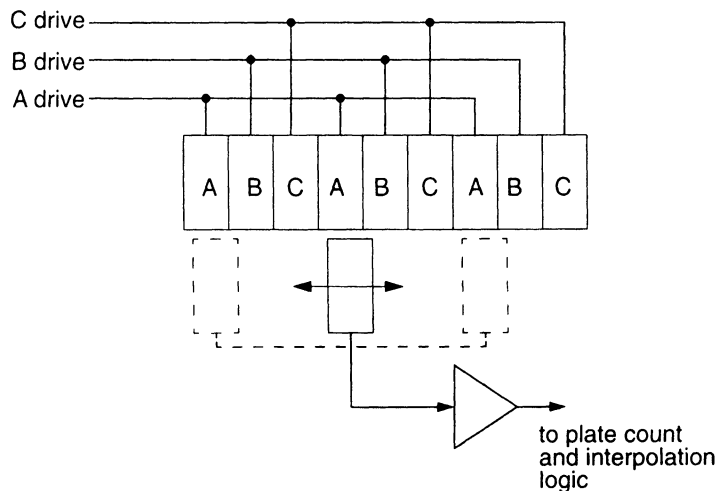 C drive
B drive
A drive
A B C A B C A B C
to plate count
and interpolation
logic